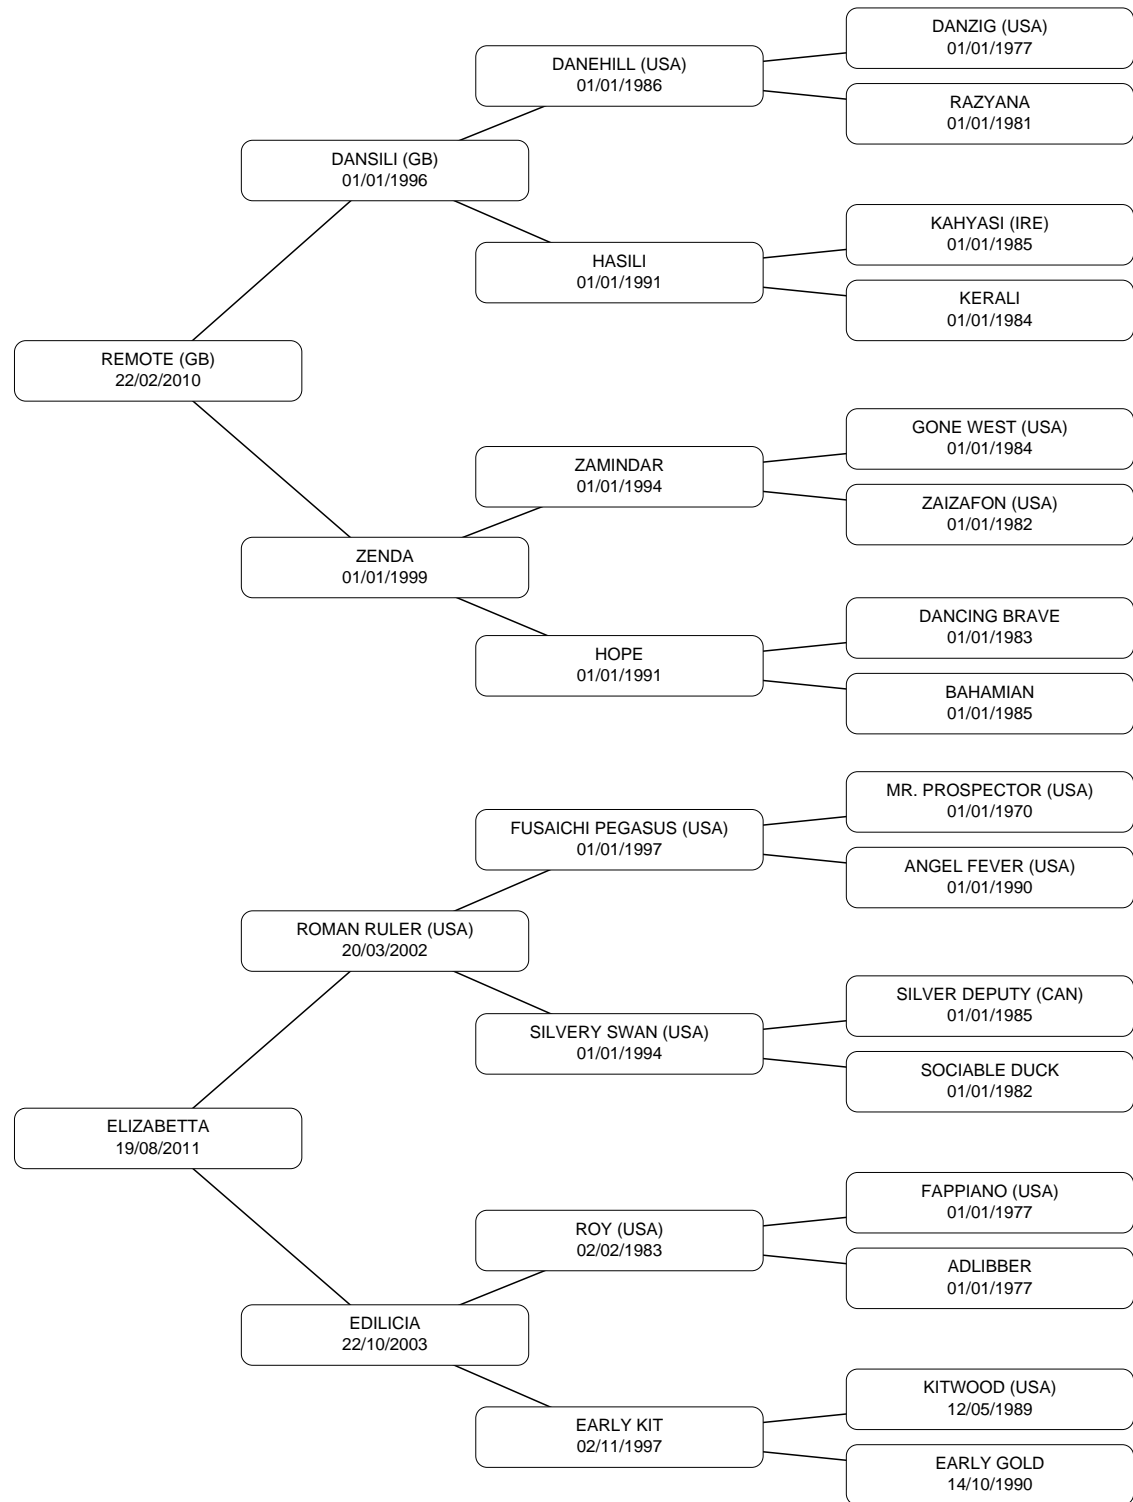 DANZIG (USA)
01/01/1977
DANEHILL (USA)
01/01/1986
RAZYANA
01/01/1981
DANSILI (GB)
01/01/1996
KAHYASI (IRE)
01/01/1985
HASILI
01/01/1991
KERALI
01/01/1984
REMOTE (GB)
22/02/2010
GONE WEST (USA)
01/01/1984
ZAMINDAR
01/01/1994
ZAIZAFON (USA)
01/01/1982
ZENDA
01/01/1999
DANCING BRAVE
01/01/1983
HOPE
01/01/1991
BAHAMIAN
01/01/1985
MR. PROSPECTOR (USA)
01/01/1970
FUSAICHI PEGASUS (USA)
01/01/1997
ANGEL FEVER (USA)
01/01/1990
ROMAN RULER (USA)
20/03/2002
SILVER DEPUTY (CAN)
01/01/1985
SILVERY SWAN (USA)
01/01/1994
SOCIABLE DUCK
01/01/1982
ELIZABETTA
19/08/2011
FAPPIANO (USA)
01/01/1977
ROY (USA)
02/02/1983
ADLIBBER
01/01/1977
EDILICIA
22/10/2003
KITWOOD (USA)
12/05/1989
EARLY KIT
02/11/1997
EARLY GOLD
14/10/1990